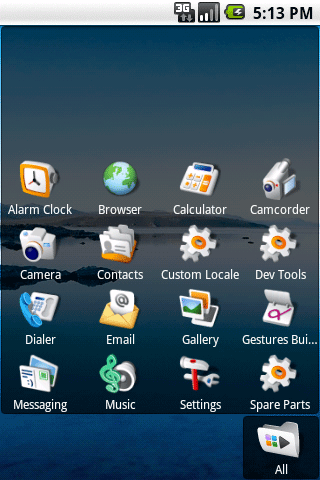 3G 5:13 PM
Alarm Clock Browser Calculator Camcorder
Camera Contacts Custom Locale Dev Tools
Dialer Email Gallery Gestures Bui...
Messaging Music Settings Spare Parts
All